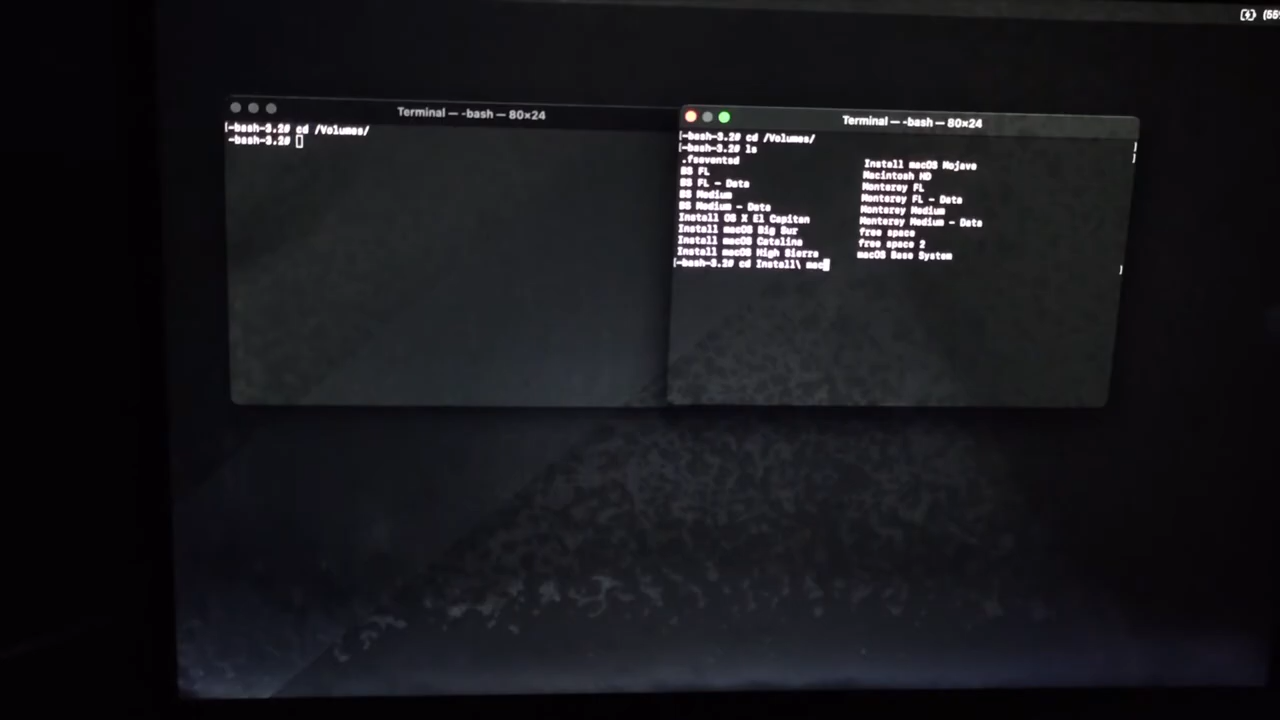 (55
Terminal — -bash — 80×24
[-bash-3.2# cd /Volumes/
-bash-3.2#
Terminal — -bash — 80×24
[-bash-3.2# cd /Volumes/ ]
[-bash-3.2# ls ]
.fseventsd Install macOS Mojave
BS FL Macintosh HD
BS FL - Data Monterey FL
BS Medium Monterey FL - Data
BS Medium - Data Monterey Medium
Install OS X El Capitan Monterey Medium - Data
Install macOS Big Sur free space
Install macOS Catalina free space 2
Install macOS High Sierra macOS Base System
[-bash-3.2# cd Install\ mac ]